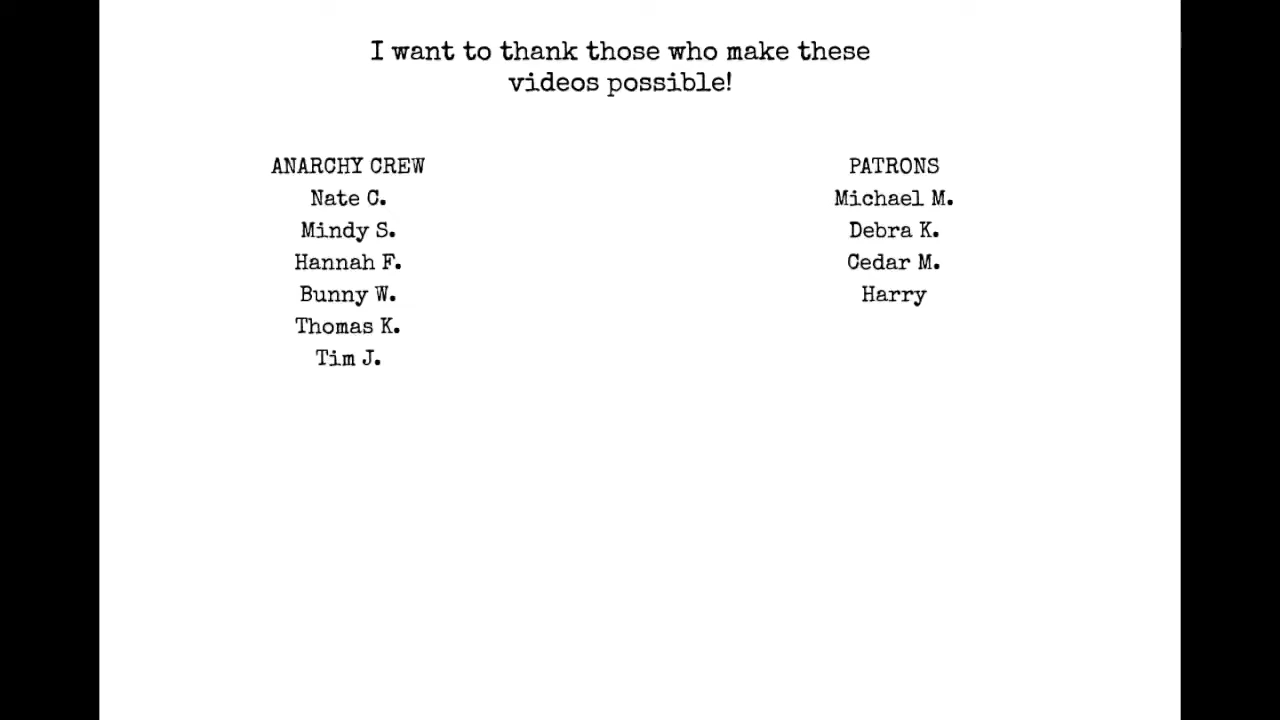 I want to thank those who make these
videos possible!
ANARCHY CREW
Nate C.
Mindy S.
Hannah F.
Bunny W.
Thomas K.
Tim J.
PATRONS
Michael M.
Debra K.
Cedar M.
Harry